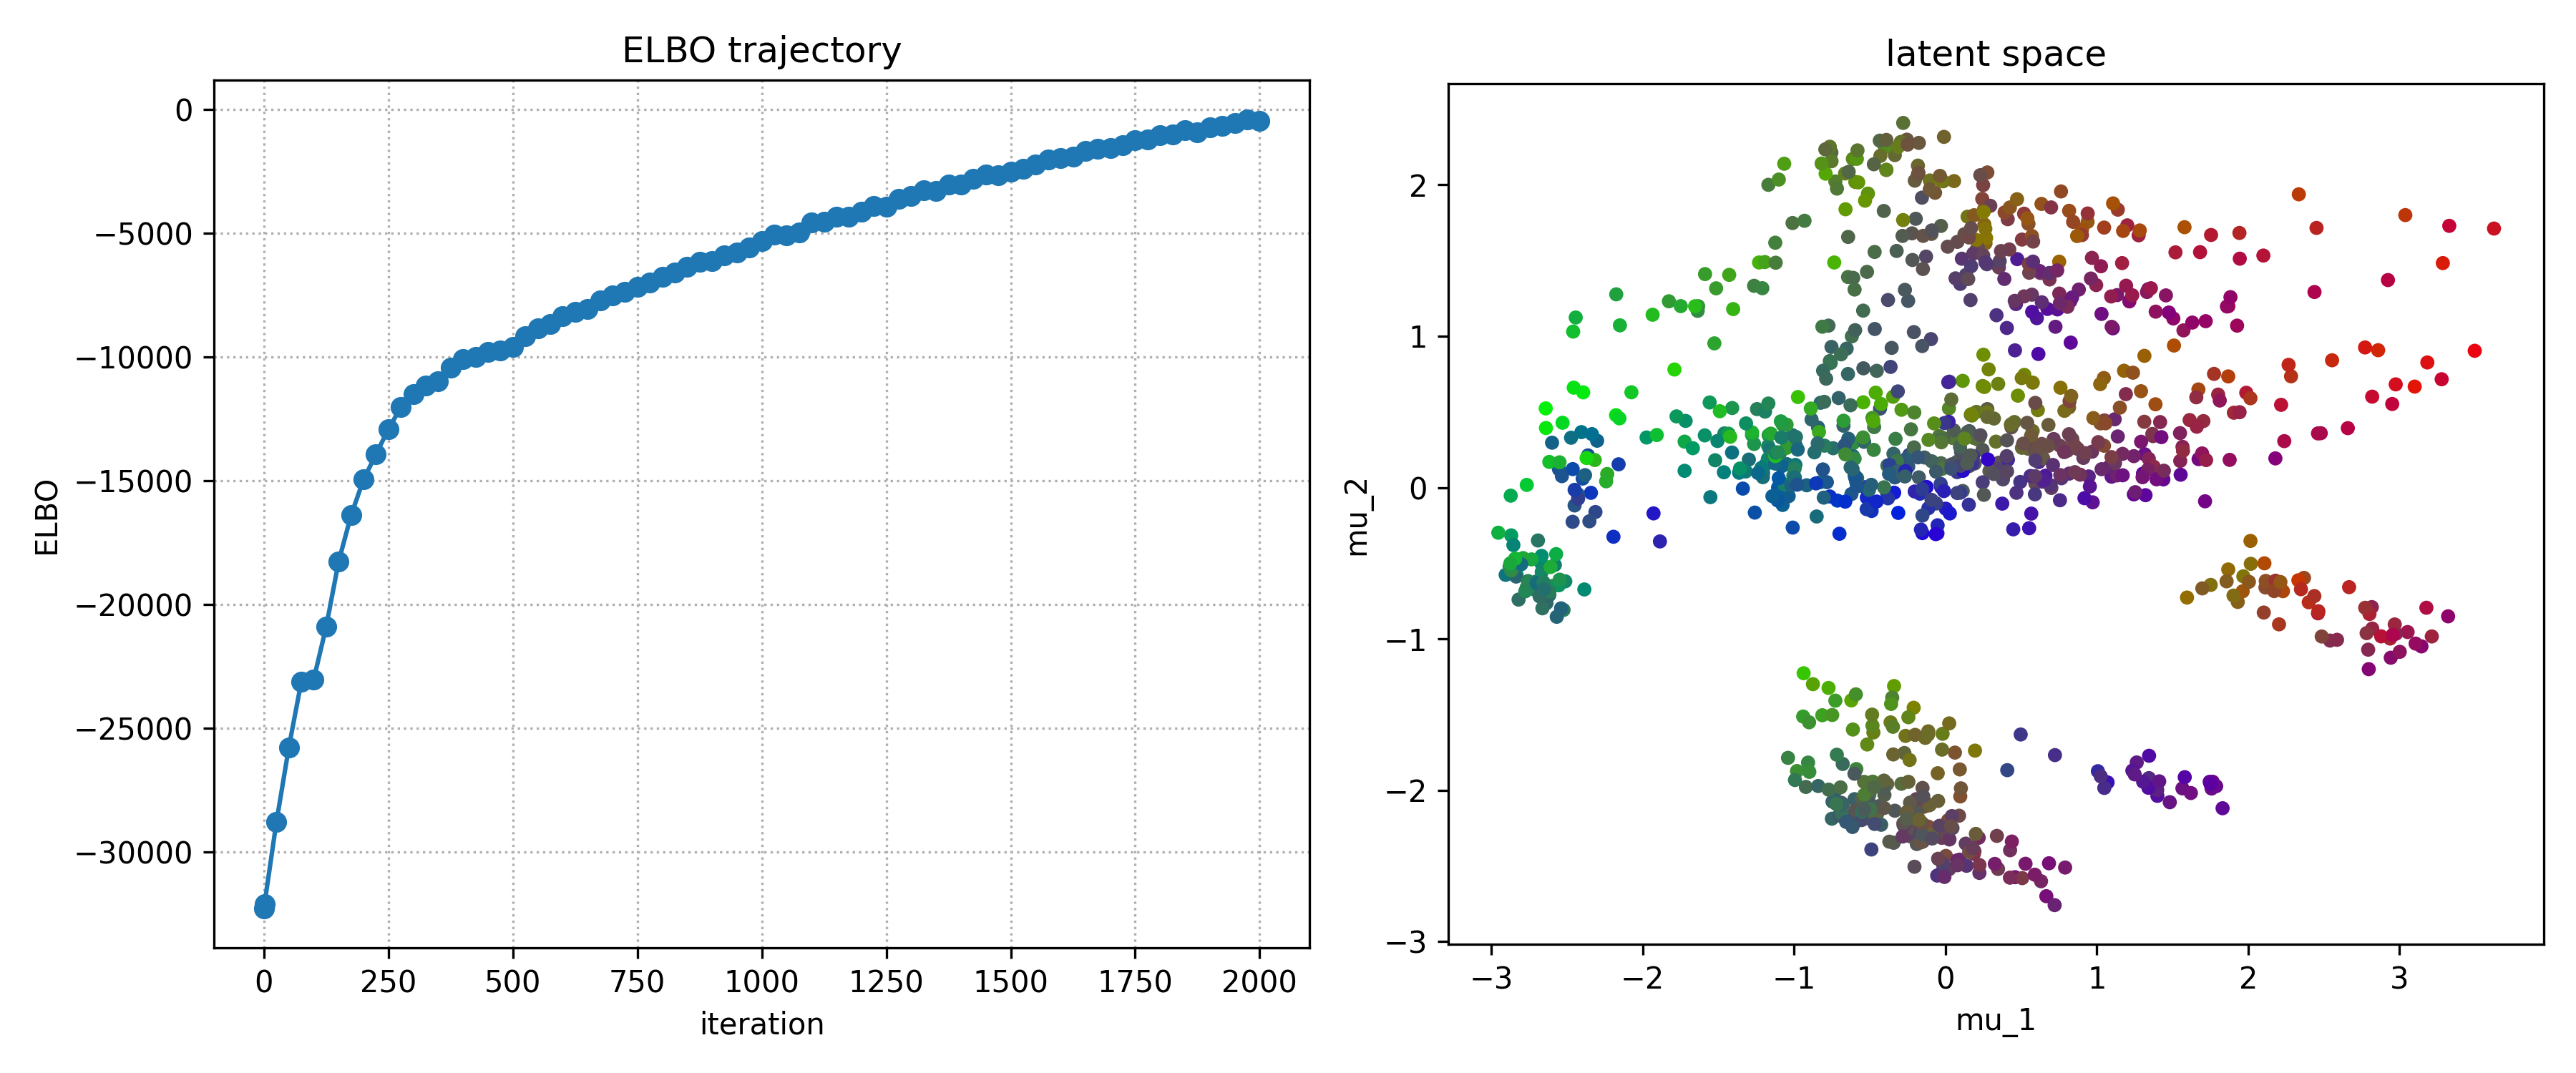 ELBO trajectory
0
−5000
−10000
−15000
−20000
−25000
−30000
ELBO
0 250 500 750 1000 1250 1500 1750 2000
iteration
latent space
2
1
0
−1
−2
−3
mu_2
−3 −2 −1 0 1 2 3
mu_1